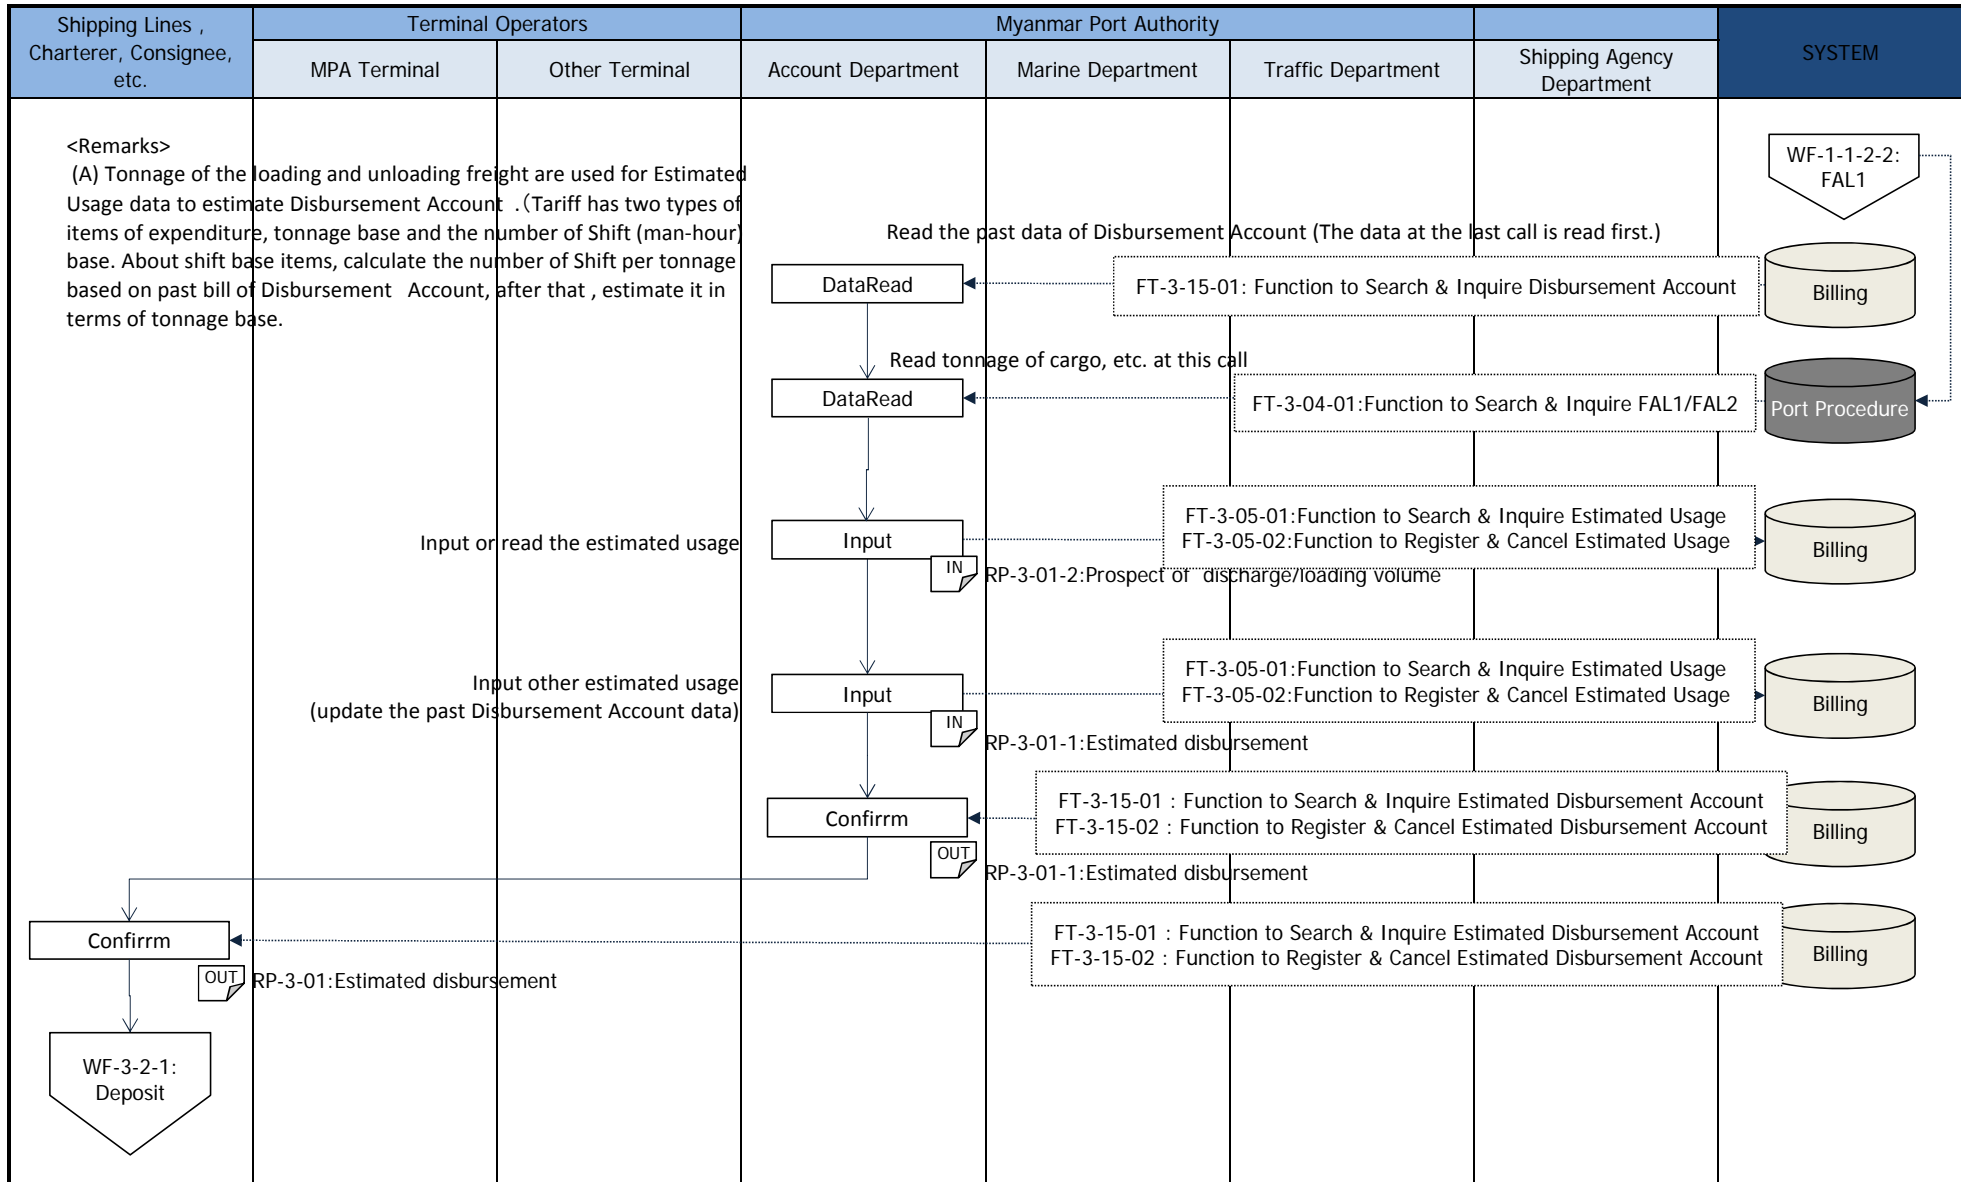 Shipping Lines ,
Charterer, Consignee,
etc.
Terminal Operators
Myanmar Port Authority
SYSTEM
MPA Terminal
Other Terminal
Account Department
Marine Department
Traffic Department
Shipping Agency
Department
<Remarks>
(A) Tonnage of the loading and unloading freight are used for Estimated
Usage data to estimate Disbursement Account .(Tariff has two types of
items of expenditure, tonnage base and the number of Shift (man-hour)
base. About shift base items, calculate the number of Shift per tonnage
based on past bill of Disbursement Account, after that , estimate it in
terms of tonnage base.
WF-1-1-2-2:
FAL1
Read the past data of Disbursement Account (The data at the last call is read first.)
DataRead
FT-3-15-01: Function to Search & Inquire Disbursement Account
Billing
Read tonnage of cargo, etc. at this call
DataRead
FT-3-04-01:Function to Search & Inquire FAL1/FAL2
Port Procedure
Input or read the estimated usage
Input
FT-3-05-01:Function to Search & Inquire Estimated Usage
FT-3-05-02:Function to Register & Cancel Estimated Usage
Billing
IN
RP-3-01-2:Prospect of discharge/loading volume
Input other estimated usage
(update the past Disbursement Account data)
Input
FT-3-05-01:Function to Search & Inquire Estimated Usage
FT-3-05-02:Function to Register & Cancel Estimated Usage
Billing
IN
RP-3-01-1:Estimated disbursement
Confirrm
FT-3-15-01 : Function to Search & Inquire Estimated Disbursement Account
FT-3-15-02 : Function to Register & Cancel Estimated Disbursement Account
Billing
OUT
RP-3-01-1:Estimated disbursement
Confirrm
FT-3-15-01 : Function to Search & Inquire Estimated Disbursement Account
FT-3-15-02 : Function to Register & Cancel Estimated Disbursement Account
Billing
OUT
RP-3-01:Estimated disbursement
WF-3-2-1:
Deposit